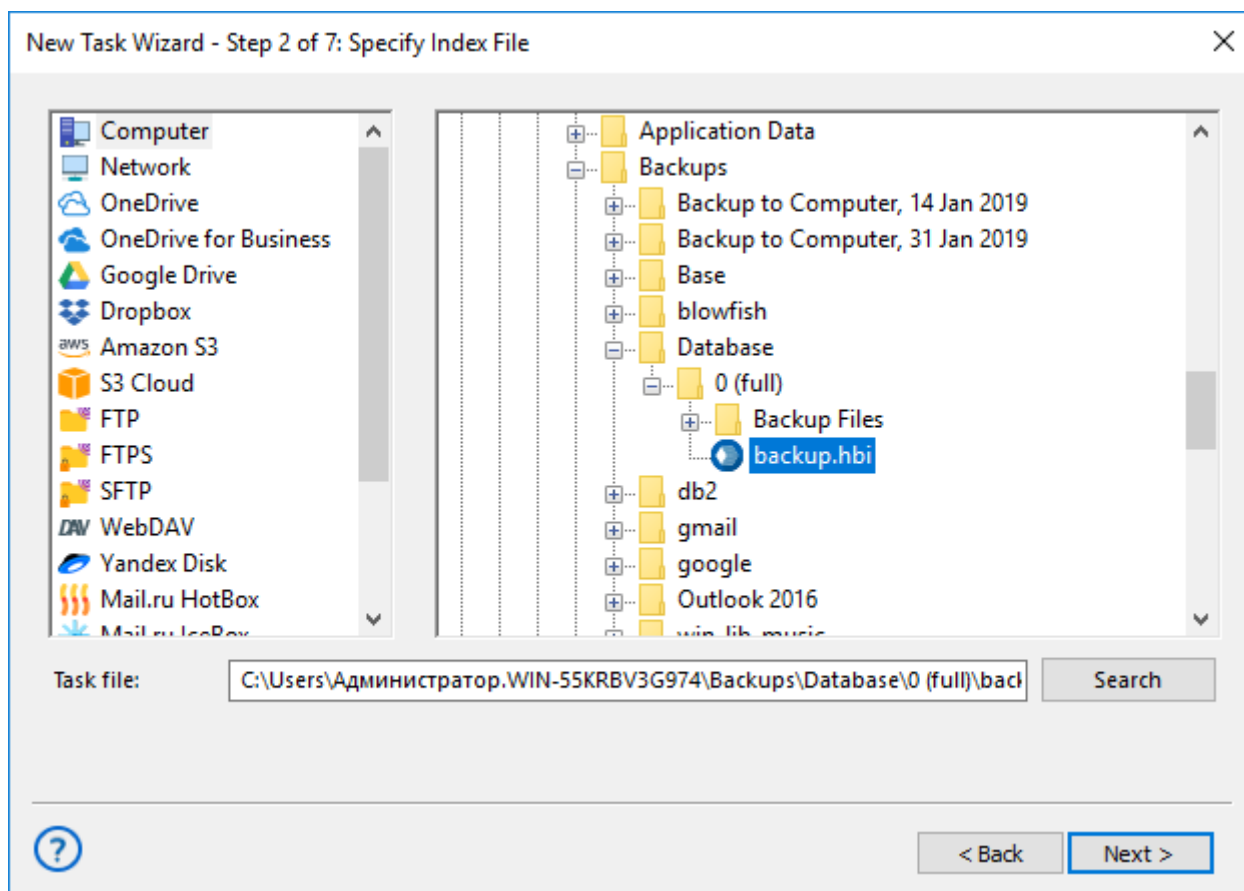 New Task Wizard - Step 2 of 7: Specify Index File
Computer
Network
OneDrive
OneDrive for Business
Google Drive
Dropbox
aws Amazon S3
S3 Cloud
FTP
FTPS
SFTP
DAV WebDAV
Yandex Disk
Mail.ru HotBox
Mail.ru IceBox
Application Data
Backups
Backup to Computer, 14 Jan 2019
Backup to Computer, 31 Jan 2019
Base
blowfish
Database
0 (full)
Backup Files
backup.hbi
db2
gmail
google
Outlook 2016
win_lib_music
Task file:
C:\Users\Администратор.WIN-55KRBV3G974\Backups\Database\0 (full)\back
Search
?
< Back
Next >